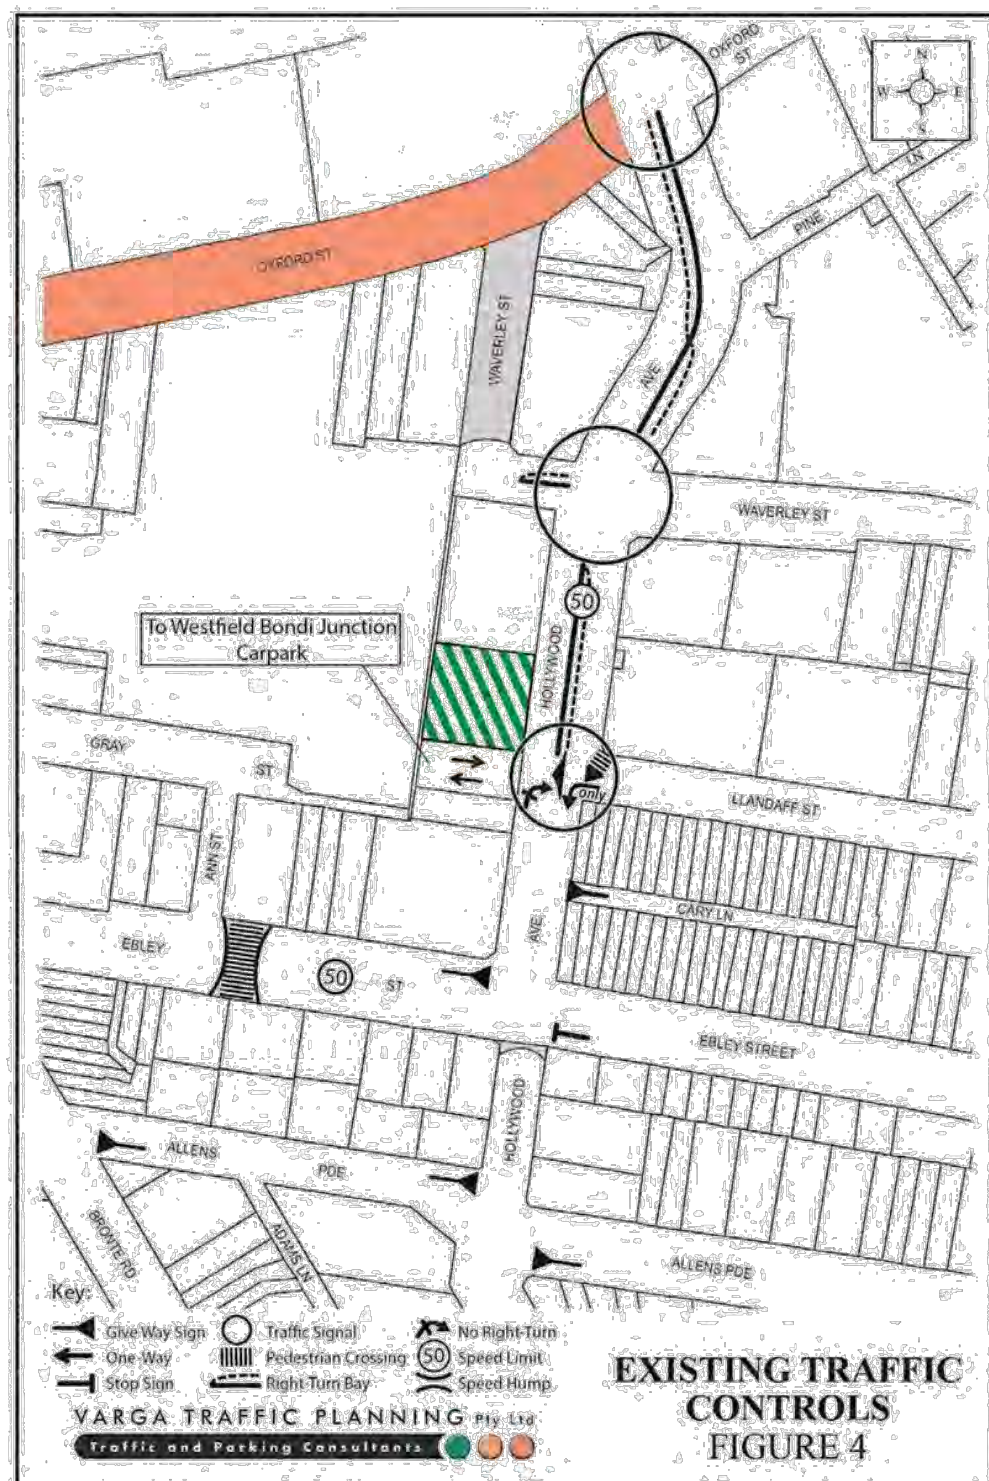 OXFORD
ST
N
W
E
S
LN
PINE
OXFORD ST
WAVERLEY ST
AVE
WAVERLEY ST
50
To Westfield Bondi Junction
Carpark
HOLLYWOOD
GRAY
ST
only
LLANDAFF ST
ANN ST
CARY LN
AVE
EBLEY
50
ST
EBLEY STREET
HOLLYWOOD
ALLENS
PDE
BRONTE RD
ADAMS LN
ALLENS PDE
Key:
Give Way Sign
Traffic Signal
No Right-Turn
One-Way
Pedestrian Crossing
50
Speed Limit
Stop Sign
Right Turn Bay
Speed Hump
EXISTING TRAFFIC
CONTROLS
FIGURE 4
VARGA TRAFFIC PLANNING Pty Ltd
Traffic and Parking Consultants